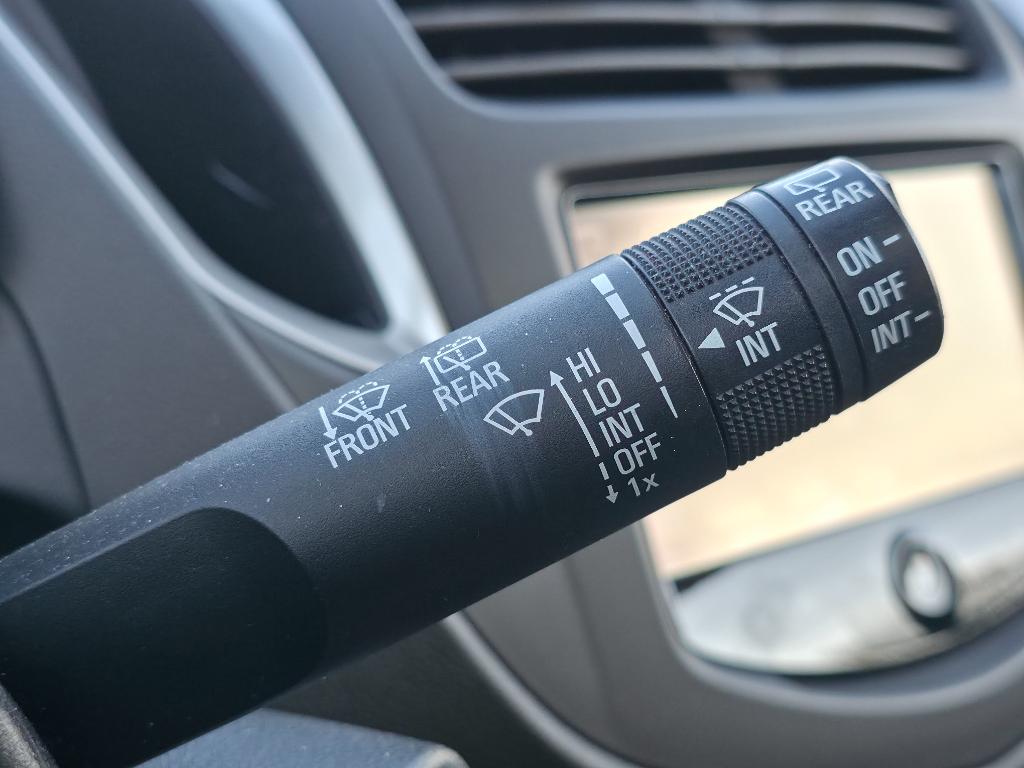 FRONT
REAR
HI
LO
INT
OFF
1x
INT
REAR
ON
OFF
INT